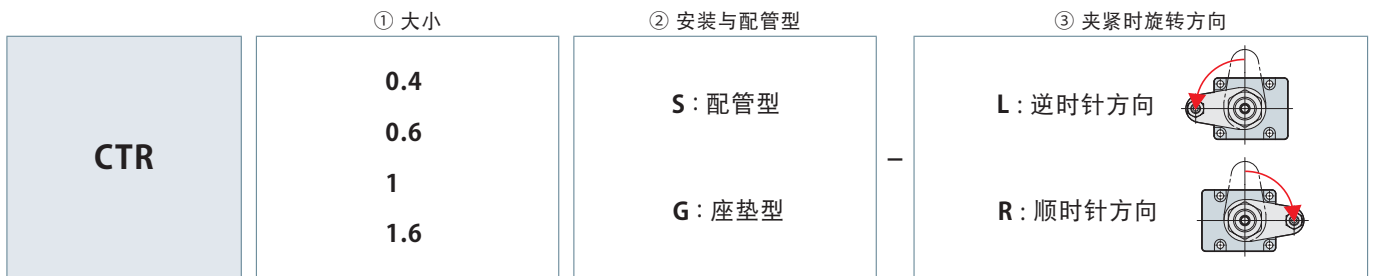 ① 大小
② 安装与配管型
③ 夹紧时旋转方向
CTR
0.4
0.6
1
1.6
S : 配管型
G : 座垫型
–
L : 逆时针方向
R : 顺时针方向